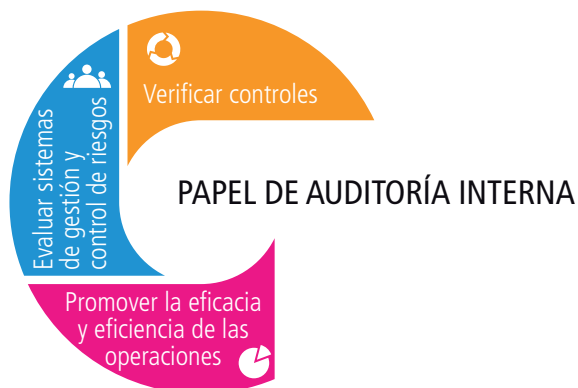 Verificar controles
Evaluar sistemas
de gestión y
control de riesgos
PAPEL DE AUDITORÍA INTERNA
Promover la eficacia
y eficiencia de las
operaciones